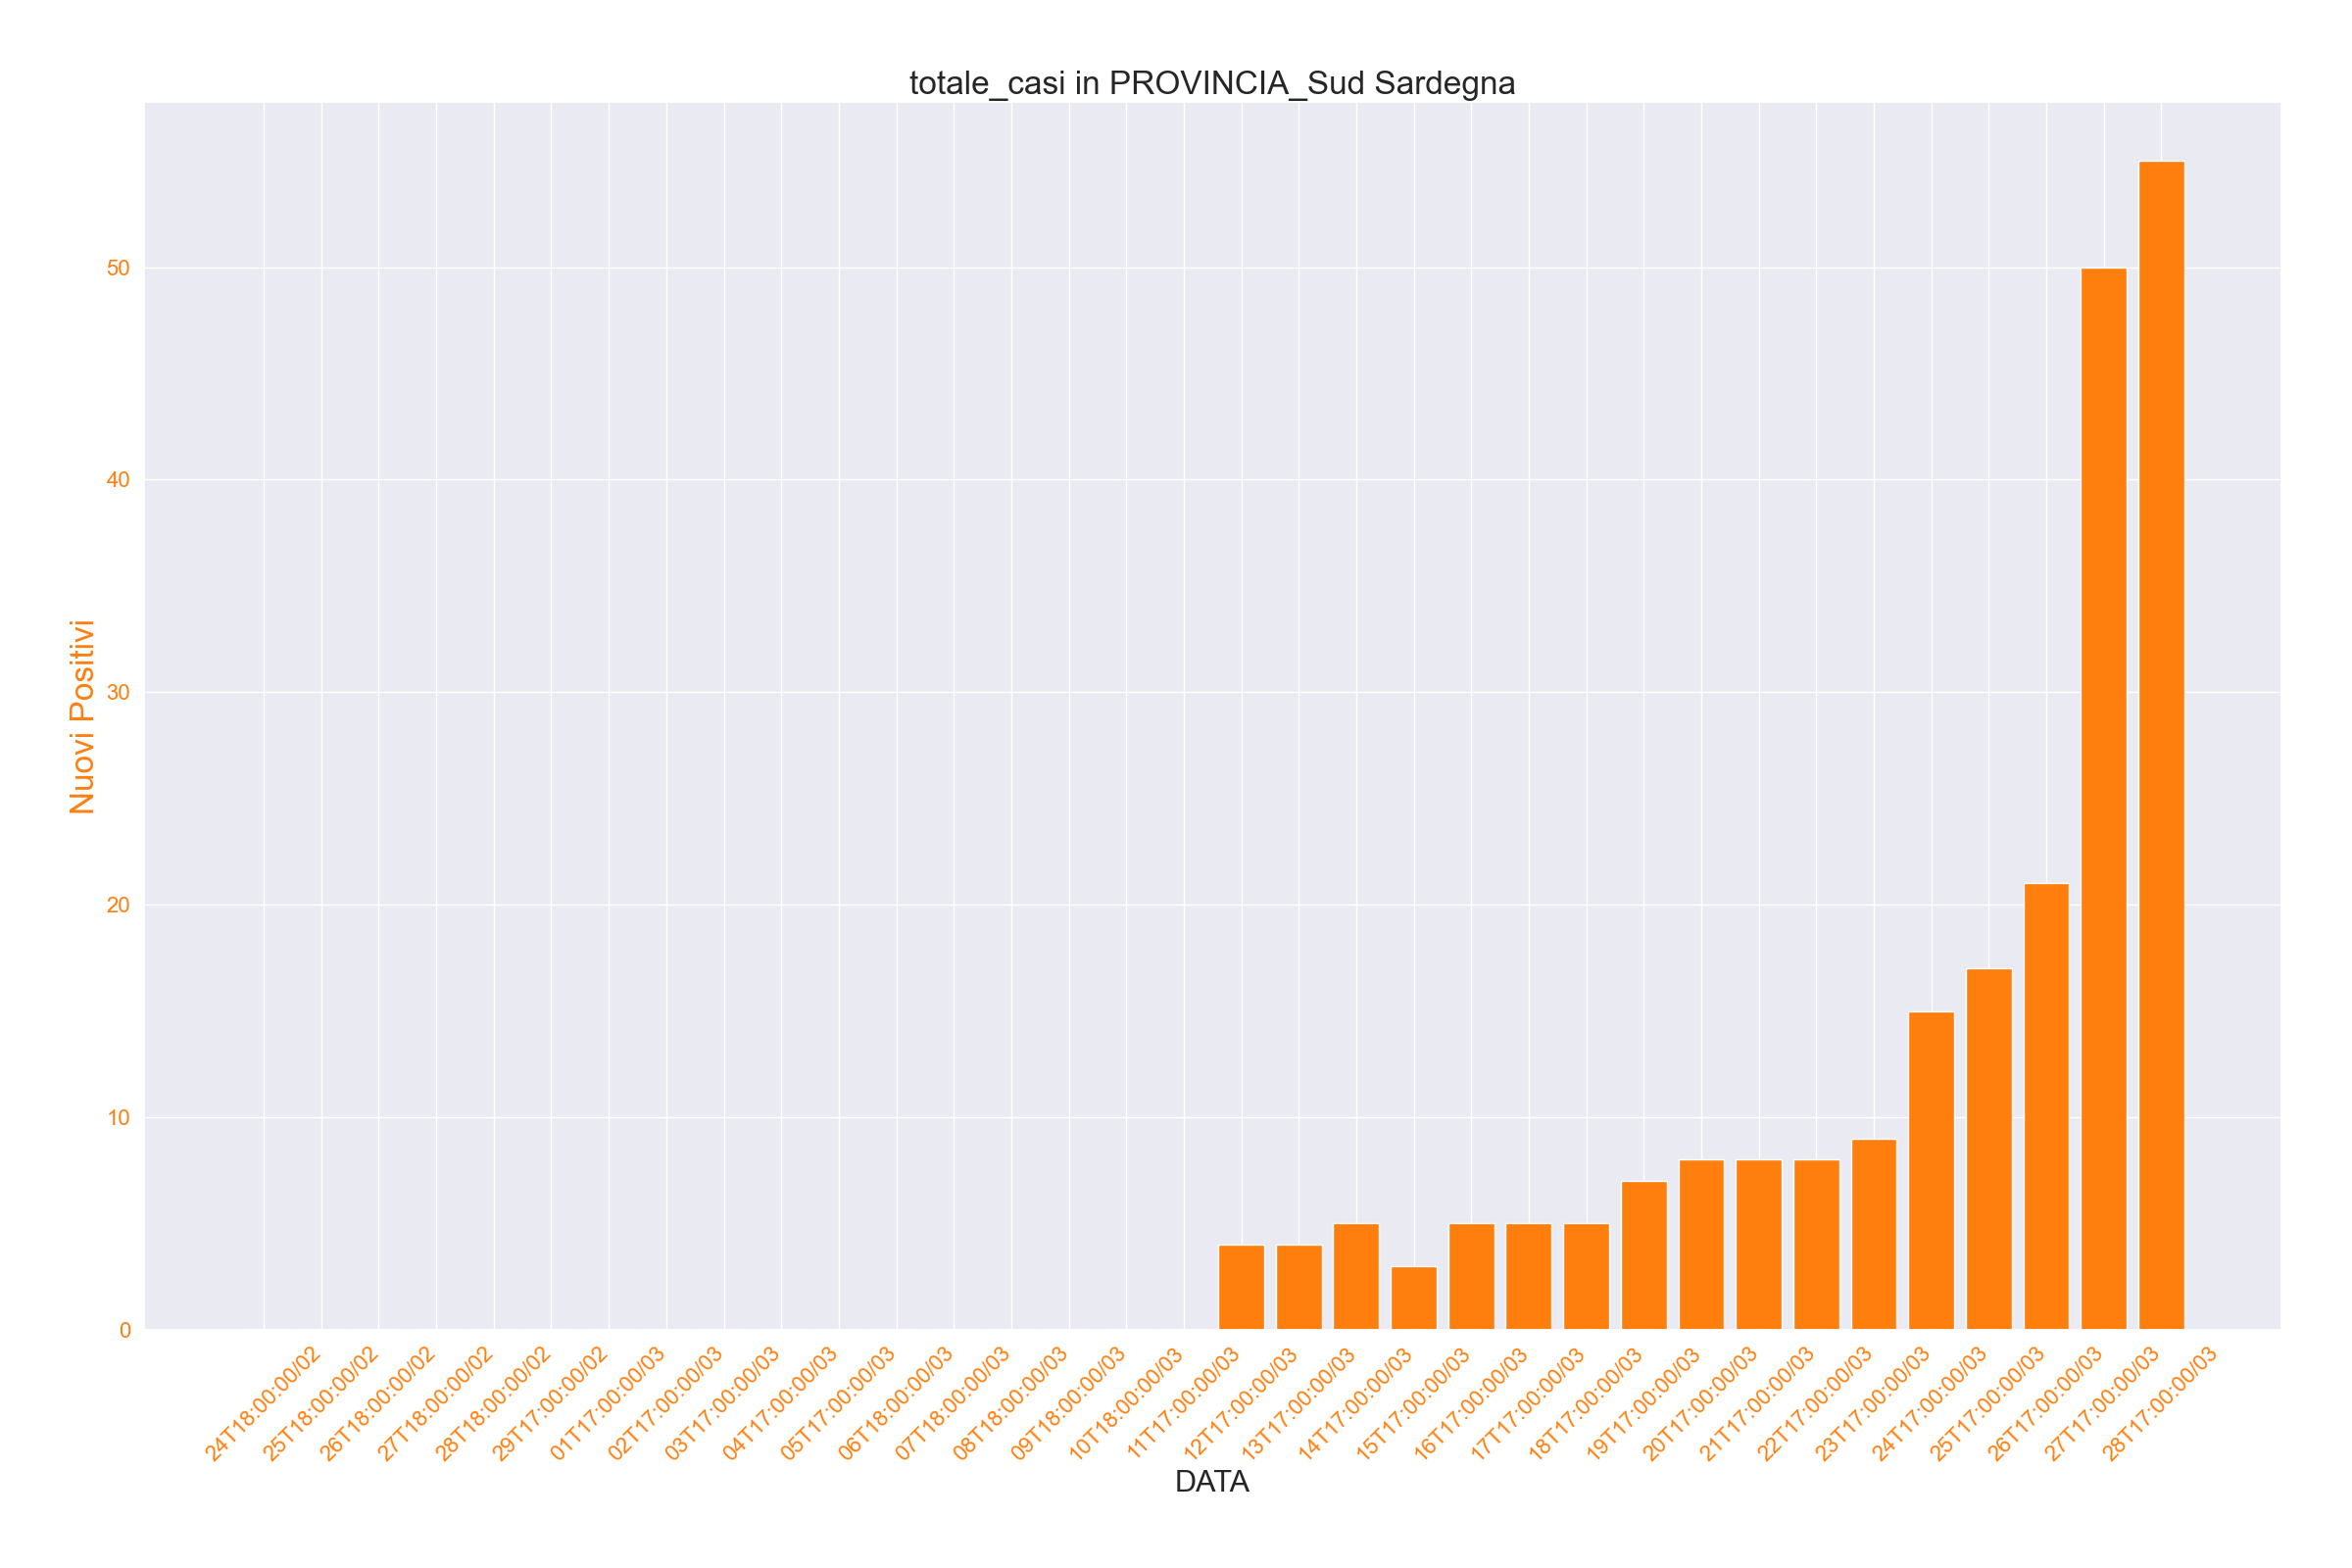 totale_casi in PROVINCIA_Sud Sardegna
Nuovi Positivi
50
40
30
20
10
0
24T18:00:00/02
25T18:00:00/02
26T18:00:00/02
27T18:00:00/02
28T18:00:00/02
29T17:00:00/02
01T17:00:00/03
02T17:00:00/03
03T17:00:00/03
04T17:00:00/03
05T17:00:00/03
06T18:00:00/03
07T18:00:00/03
08T18:00:00/03
09T18:00:00/03
10T18:00:00/03
11T17:00:00/03
12T17:00:00/03
13T17:00:00/03
14T17:00:00/03
15T17:00:00/03
16T17:00:00/03
17T17:00:00/03
18T17:00:00/03
19T17:00:00/03
20T17:00:00/03
21T17:00:00/03
22T17:00:00/03
23T17:00:00/03
24T17:00:00/03
25T17:00:00/03
26T17:00:00/03
27T17:00:00/03
28T17:00:00/03
DATA